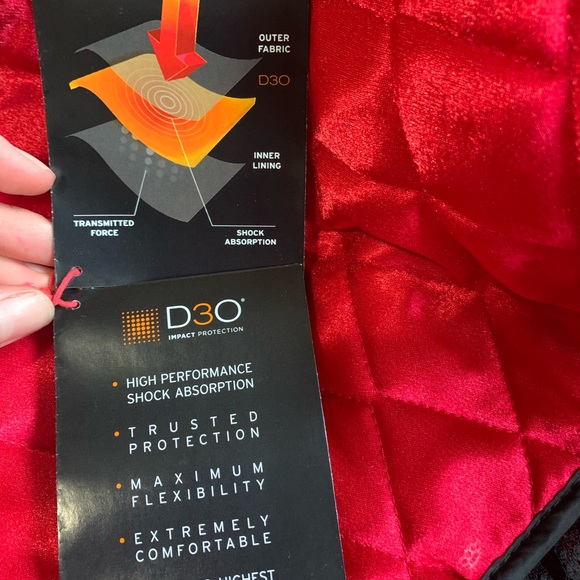 OUTER
FABRIC
D3O
INNER
LINING
TRANSMITTED
FORCE
SHOCK
ABSORPTION
D3O®
IMPACT PROTECTION
• HIGH PERFORMANCE
SHOCK ABSORPTION
• TRUSTED
PROTECTION
• MAXIMUM
FLEXIBILITY
• EXTREMELY
COMFORTABLE
HIGHEST